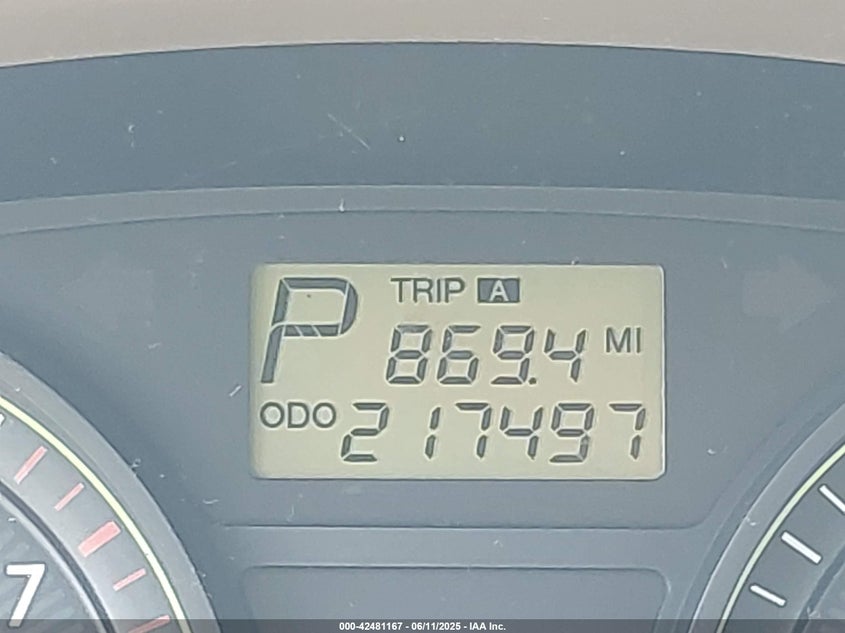 P TRIP A
869.4 MI
ODO 217497
7
000-42481167 - 06/11/2025 - IAA Inc.